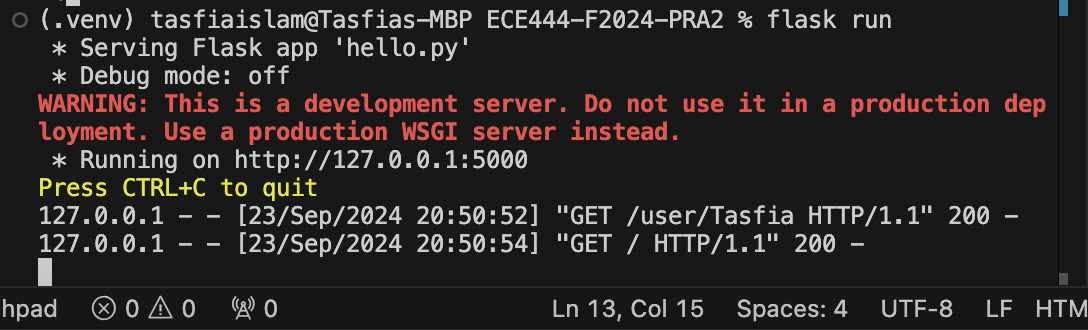 (.venv) tasfiaislam@Tasfias-MBP ECE444-F2024-PRA2 % flask run
* Serving Flask app 'hello.py'
* Debug mode: off
WARNING: This is a development server. Do not use it in a production dep
loyment. Use a production WSGI server instead.
* Running on http://127.0.0.1:5000
Press CTRL+C to quit
127.0.0.1 - - [23/Sep/2024 20:50:52] "GET /user/Tasfia HTTP/1.1" 200 -
127.0.0.1 - - [23/Sep/2024 20:50:54] "GET / HTTP/1.1" 200 -
hpad 0 0 0 Ln 13, Col 15 Spaces: 4 UTF-8 LF HTM